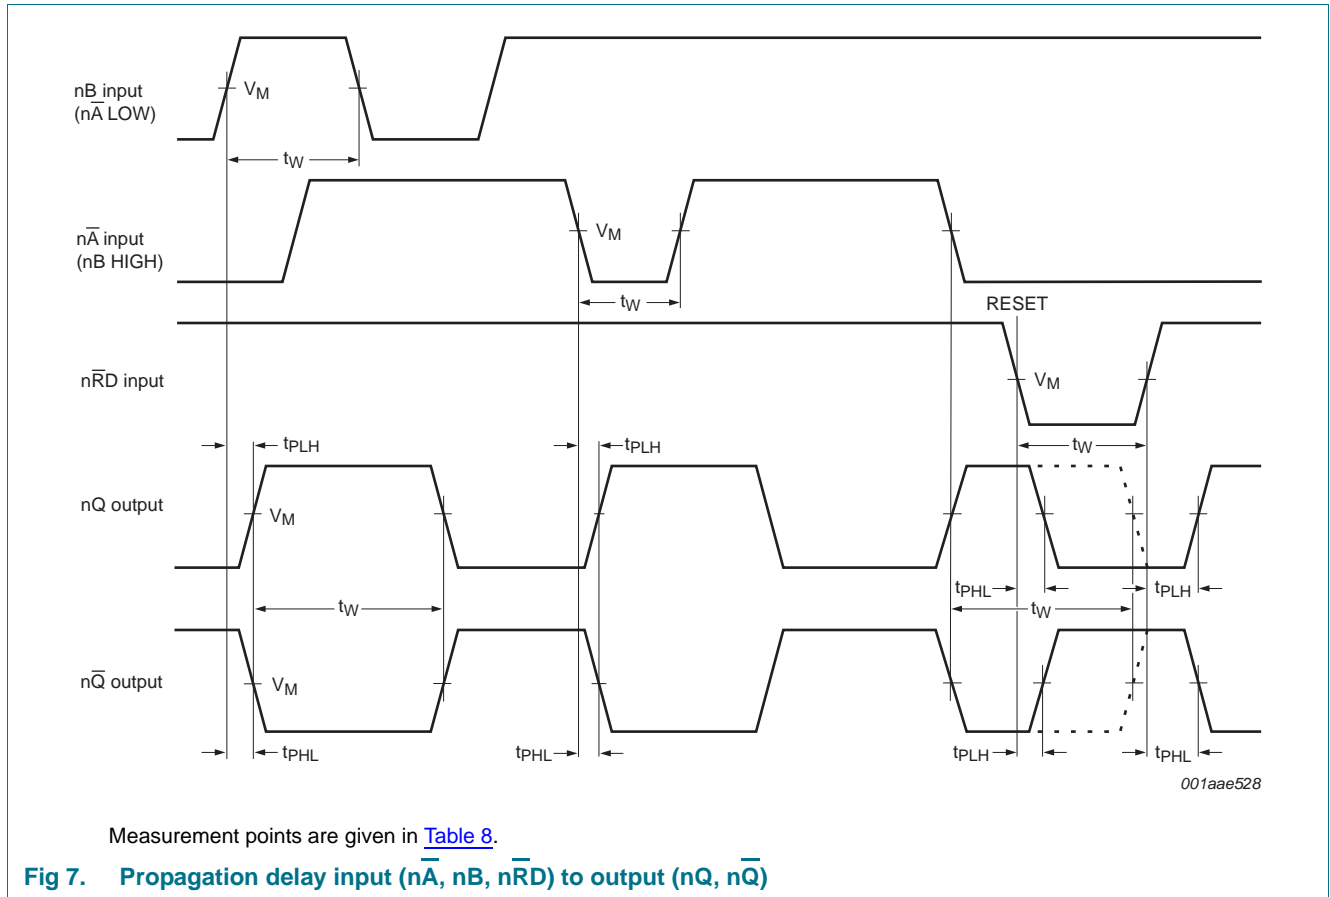 nB input
(nA̅ LOW)
VM
tW
nA̅ input
(nB HIGH)
VM
tW
RESET
nR̅D input
VM
tW
tPLH
tPLH
nQ output
VM
tPHL
tPLH
tW
tW
nQ̅ output
VM
tPHL
tPHL
tPLH
tPHL
001aae528
Measurement points are given in Table 8.
Fig 7. Propagation delay input (nA̅, nB, nR̅D) to output (nQ, nQ̅)